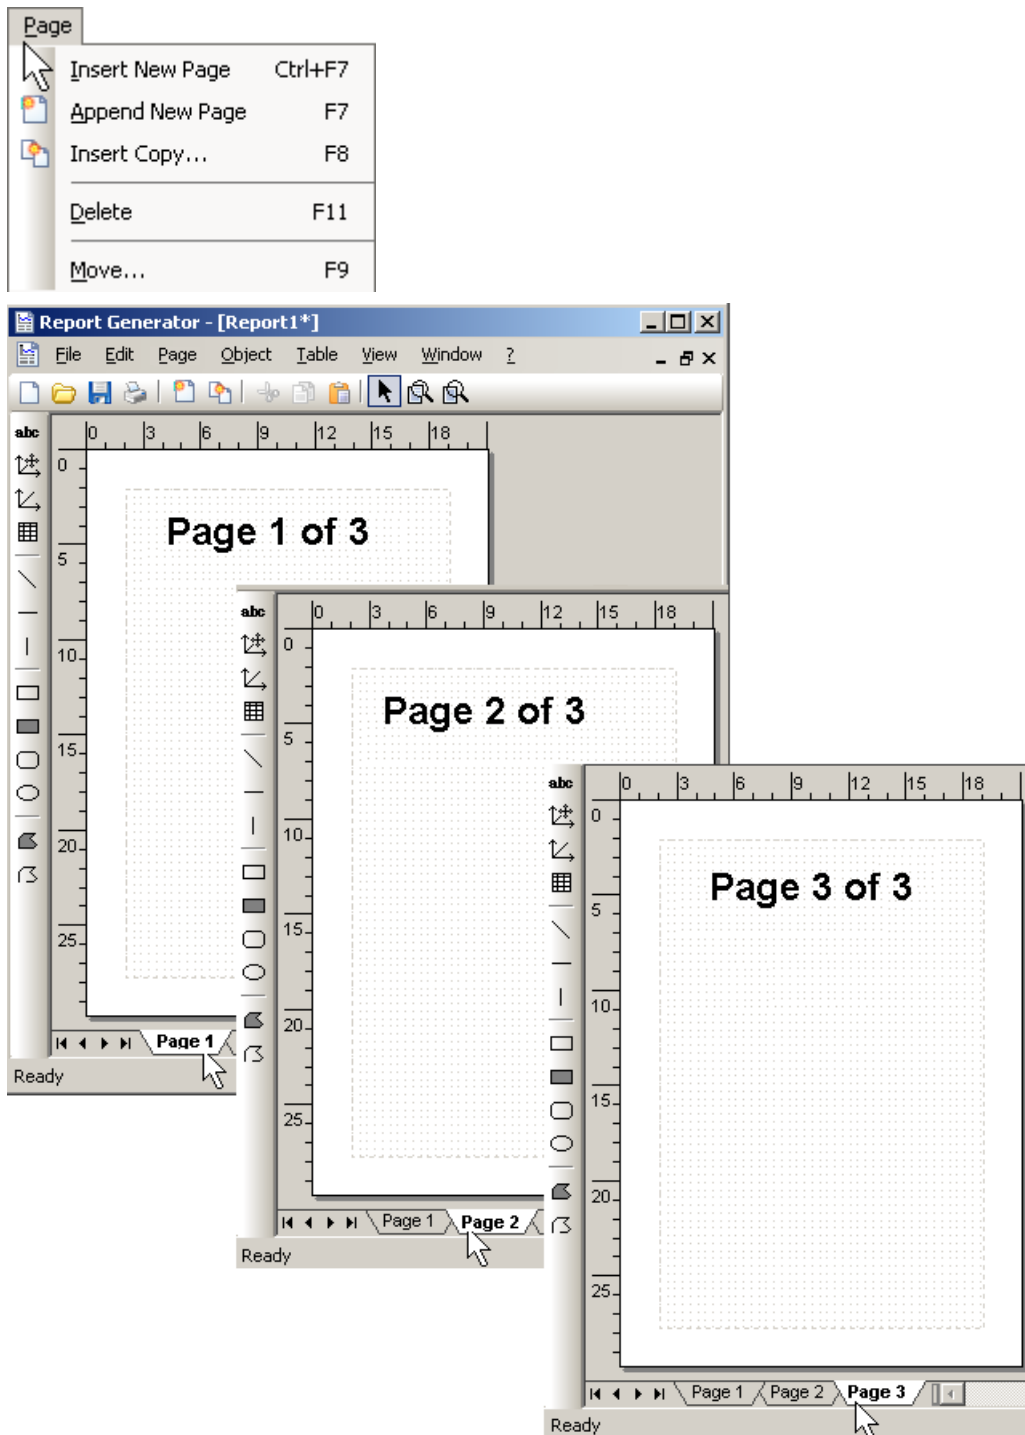 Page
Insert New Page Ctrl+F7
Append New Page F7
Insert Copy... F8
Delete F11
Move... F9
Report Generator - [Report1*]
File Edit Page Object Table View Window ?
abc 0 3 6 9 12 15 18
0
Page 1 of 3
5
10
15
20
25
Page 1
Ready
abc 0 3 6 9 12 15 18
0
Page 2 of 3
5
10
15
20
25
Page 1 Page 2
Ready
abc 0 3 6 9 12 15 18
0
Page 3 of 3
5
10
15
20
25
Page 1 Page 2 Page 3
Ready